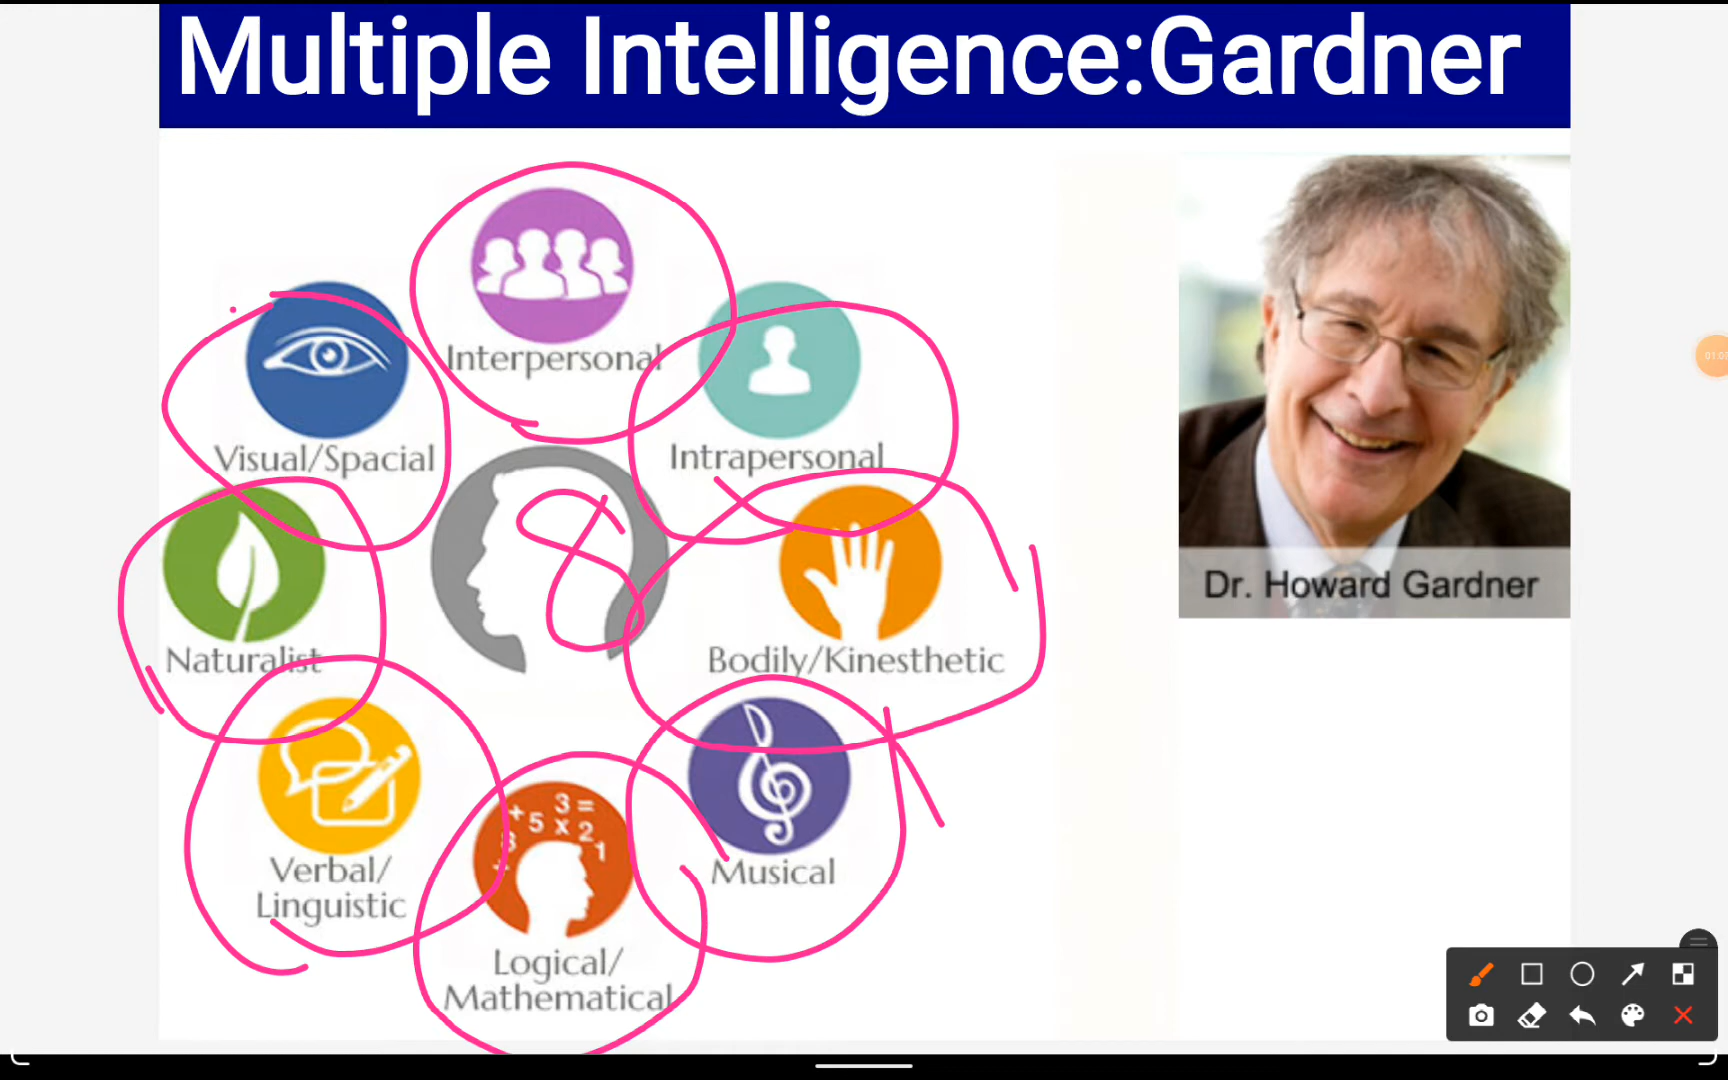 Multiple Intelligence:Gardner
Interpersonal
Visual/Spacial
Intrapersonal
8
Naturalist
Bodily/Kinesthetic
Dr. Howard Gardner
3 =
+ 5 x 2
1
Verbal/
Linguistic
Musical
Logical/
Mathematical